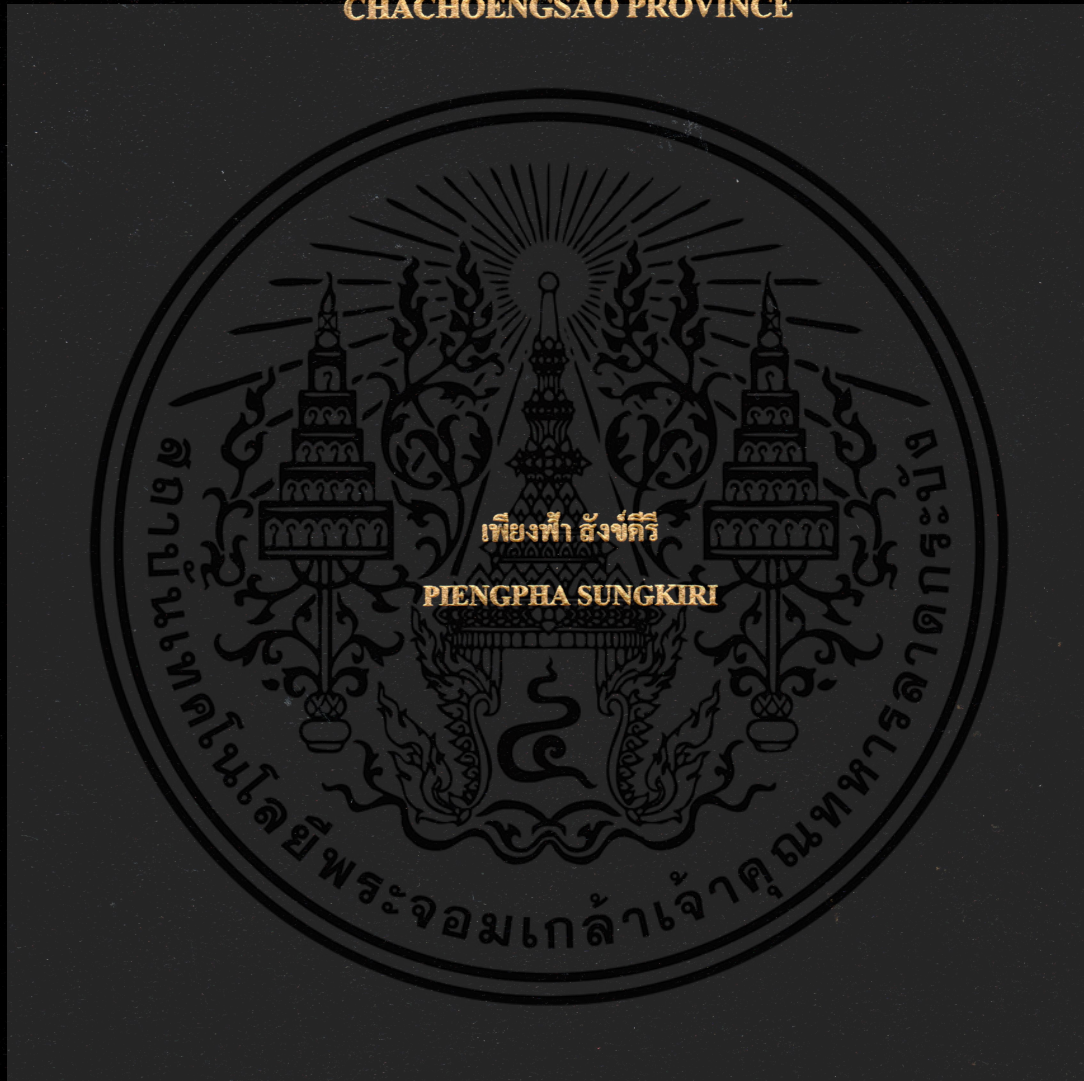 CHACHOENGSAO PROVINCE
เพียงฟ้า สังข์คีรี
PIENGPHA SUNGKIRI
๔
สถาบันเทคโนโลยีพระจอมเกล้าเจ้าคุณทหารลาดกระบัง